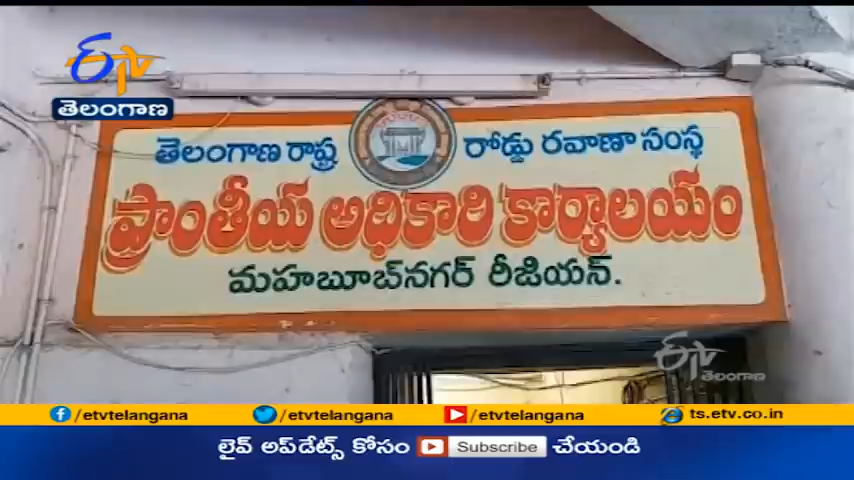 ETV
తెలంగాణ
తెలంగాణ రాష్ట్ర రోడ్డు రవాణా సంస్థ
ప్రాంతీయ అధికారి కార్యాలయం
మహబూబ్‌నగర్ రీజియన్.
ETV
తెలంగాణ
/etvtelangana /etvtelangana /etvtelangana ts.etv.co.in
లైవ్ అప్‌డేట్స్ కోసం Subscribe చేయండి